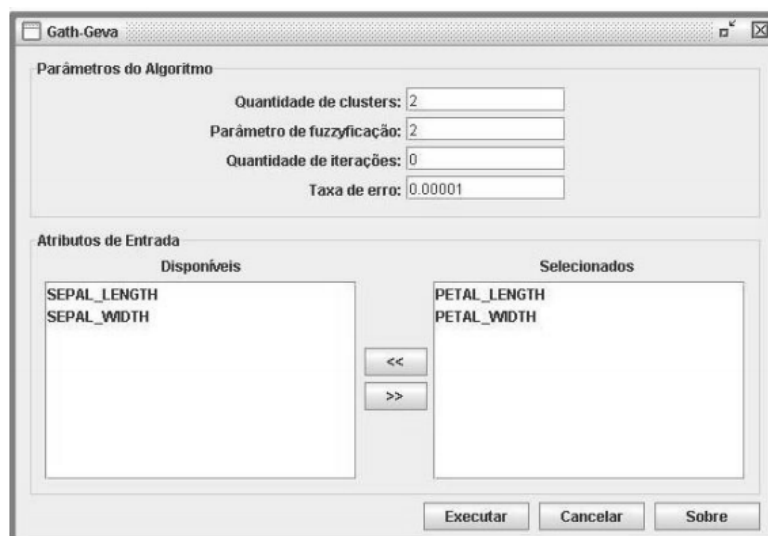 Gath-Geva
Parâmetros do Algoritmo
Quantidade de clusters: 2
Parâmetro de fuzzyficação: 2
Quantidade de iterações: 0
Taxa de erro: 0.00001
Atributos de Entrada
Disponíveis
SEPAL_LENGTH
SEPAL_WIDTH
<<
>>
Selecionados
PETAL_LENGTH
PETAL_WIDTH
Executar Cancelar Sobre